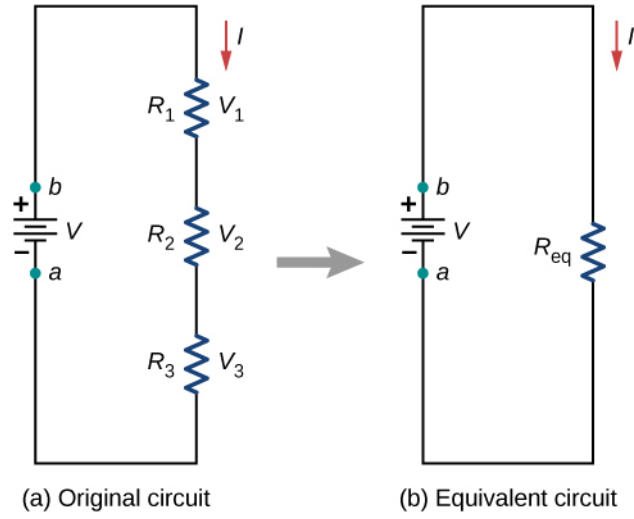 I
R1 V1
b
+
V
−
a
R2 V2
R3 V3
(a) Original circuit
I
b
+
V
−
a
Req
(b) Equivalent circuit